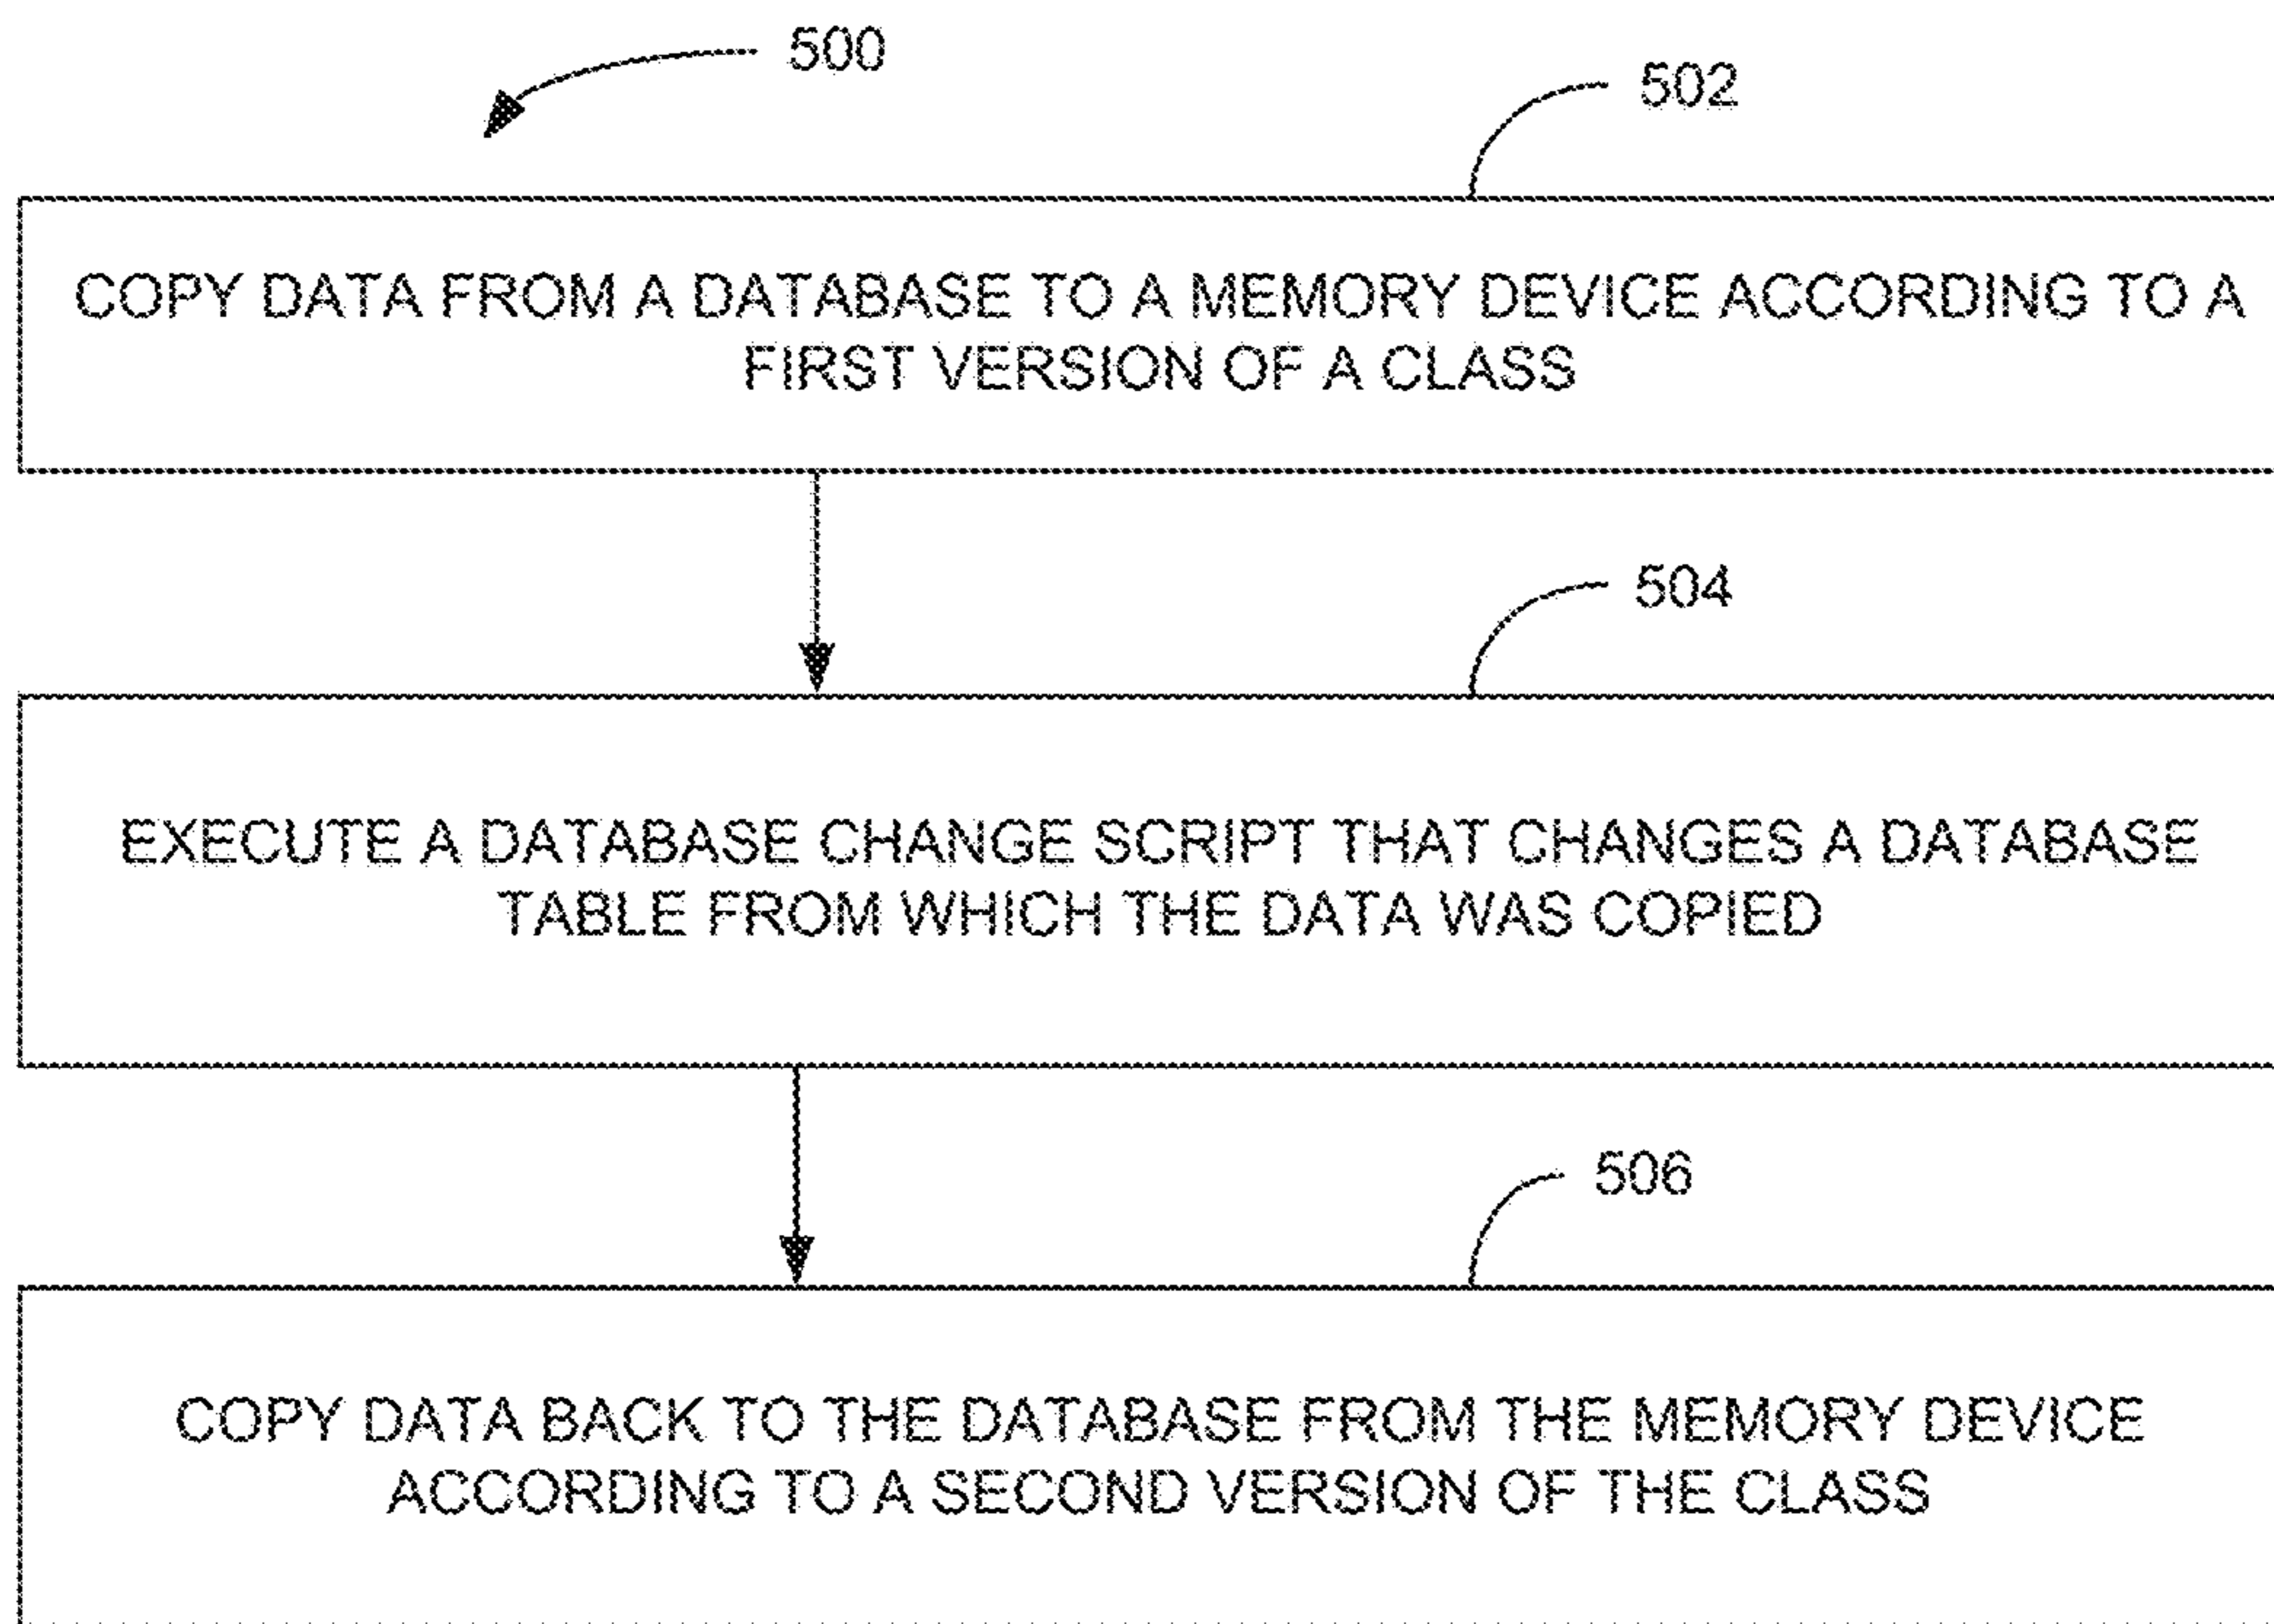 500
502
COPY DATA FROM A DATABASE TO A MEMORY DEVICE ACCORDING TO A
FIRST VERSION OF A CLASS
504
EXECUTE A DATABASE CHANGE SCRIPT THAT CHANGES A DATABASE
TABLE FROM WHICH THE DATA WAS COPIED
506
COPY DATA BACK TO THE DATABASE FROM THE MEMORY DEVICE
ACCORDING TO A SECOND VERSION OF THE CLASS